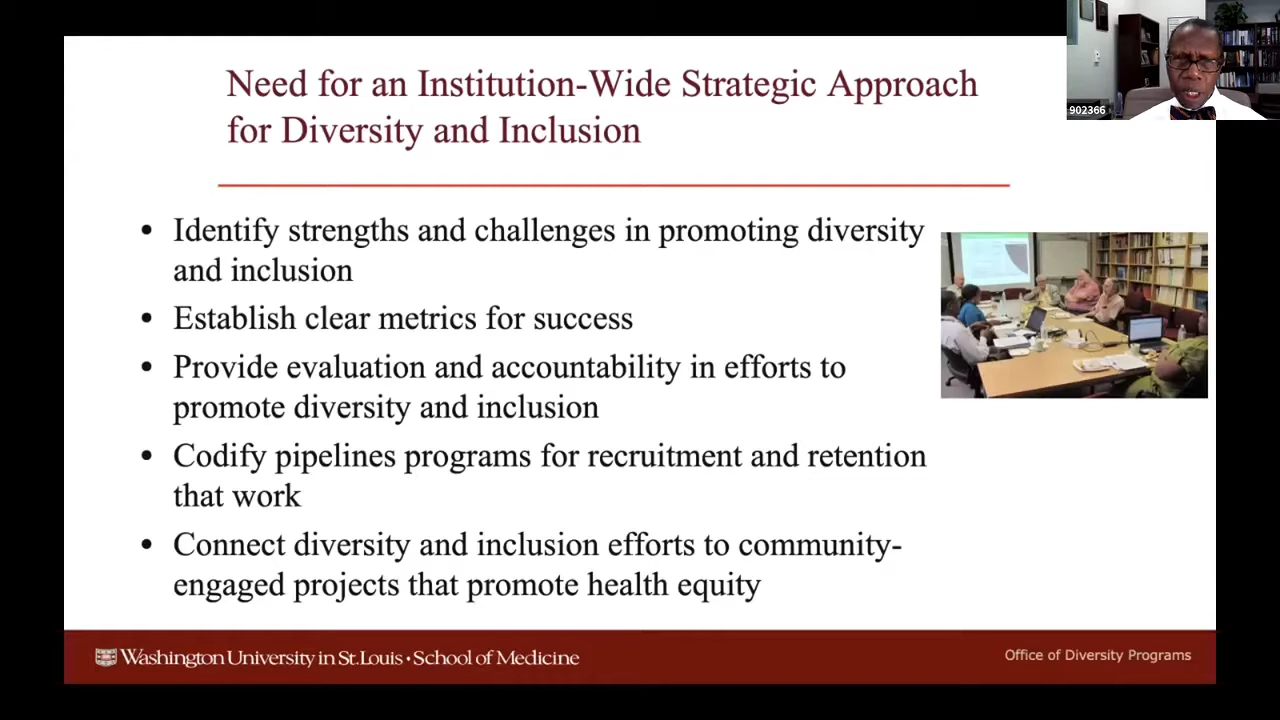 902366
Need for an Institution-Wide Strategic Approach
for Diversity and Inclusion
• Identify strengths and challenges in promoting diversity
and inclusion
• Establish clear metrics for success
• Provide evaluation and accountability in efforts to
promote diversity and inclusion
• Codify pipelines programs for recruitment and retention
that work
• Connect diversity and inclusion efforts to community-
engaged projects that promote health equity
Washington University in St. Louis • School of Medicine
Office of Diversity Programs